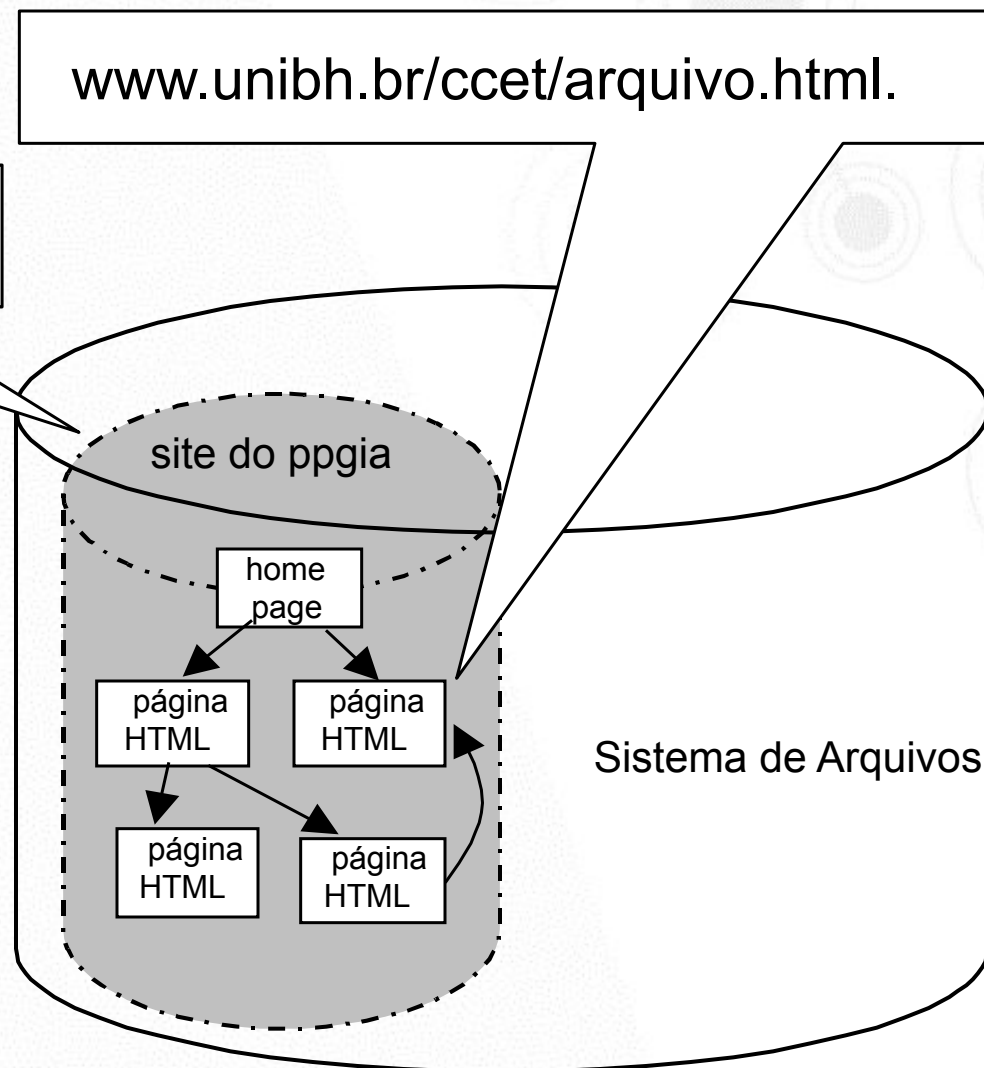 www.unibh.br/ccet/arquivo.html.
site do ppgia
home
page
página
HTML
página
HTML
Sistema de Arquivos
página
HTML
página
HTML